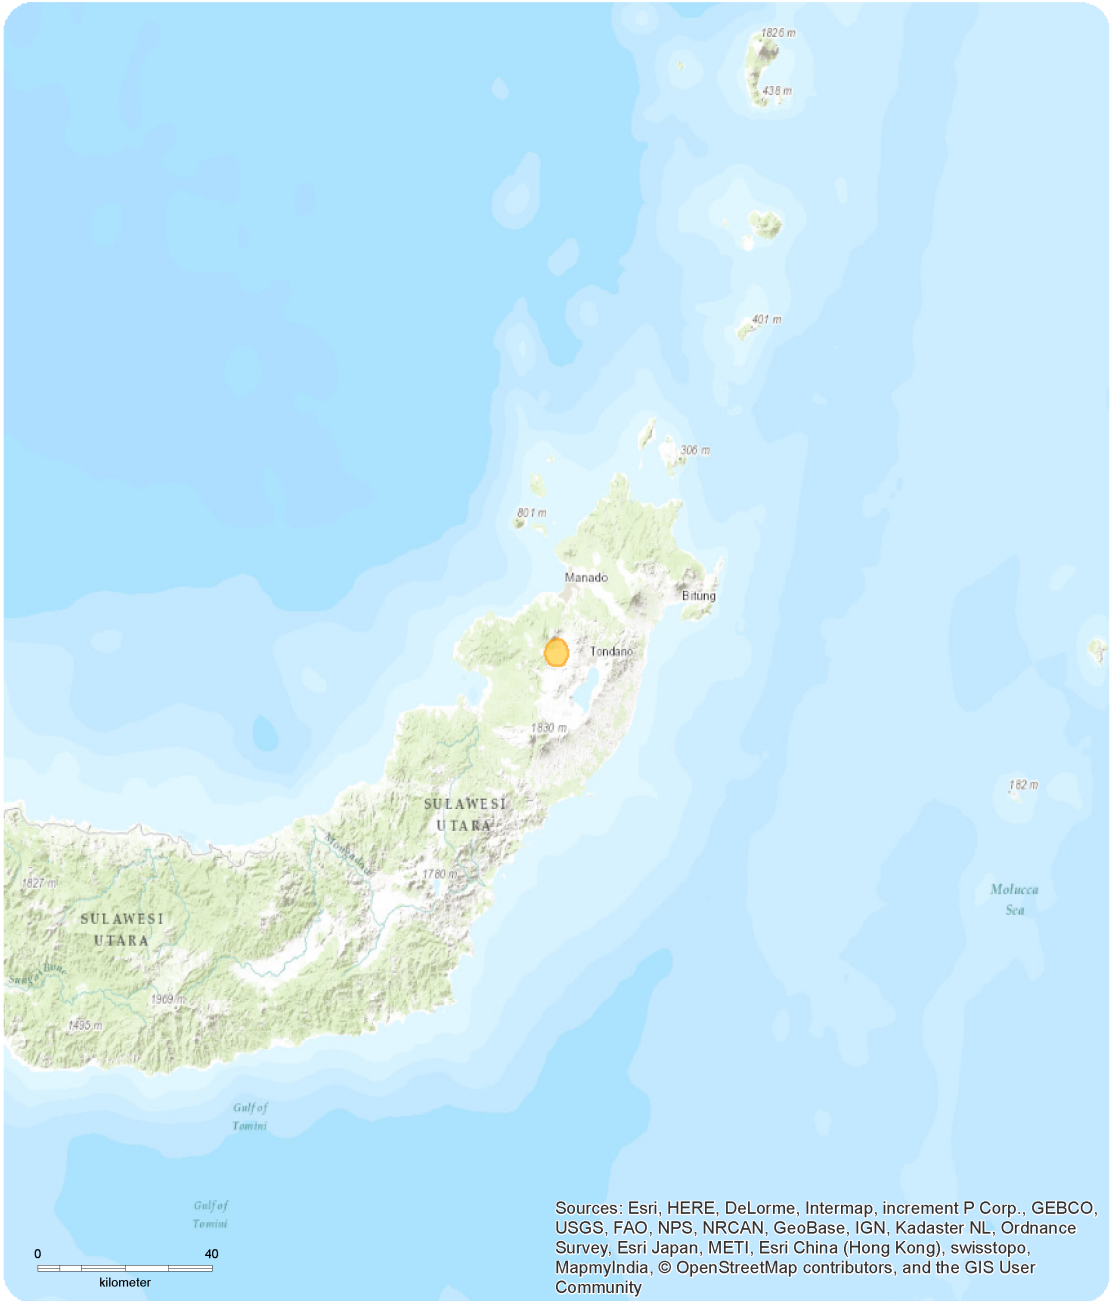 1826 m
438 m
401 m
306 m
801 m
Manado
Bitung
Tondano
1830 m
182 m
SULAWESI
UTARA
1780 m
1827 m
Molucca
Sea
SULAWESI
UTARA
Sungai Bone
1909 m
1495 m
Gulf of
Tomini
Gulf of
Tomini
0 40
kilometer
Sources: Esri, HERE, DeLorme, Intermap, increment P Corp., GEBCO,
USGS, FAO, NPS, NRCAN, GeoBase, IGN, Kadaster NL, Ordnance
Survey, Esri Japan, METI, Esri China (Hong Kong), swisstopo,
MapmyIndia, © OpenStreetMap contributors, and the GIS User
Community